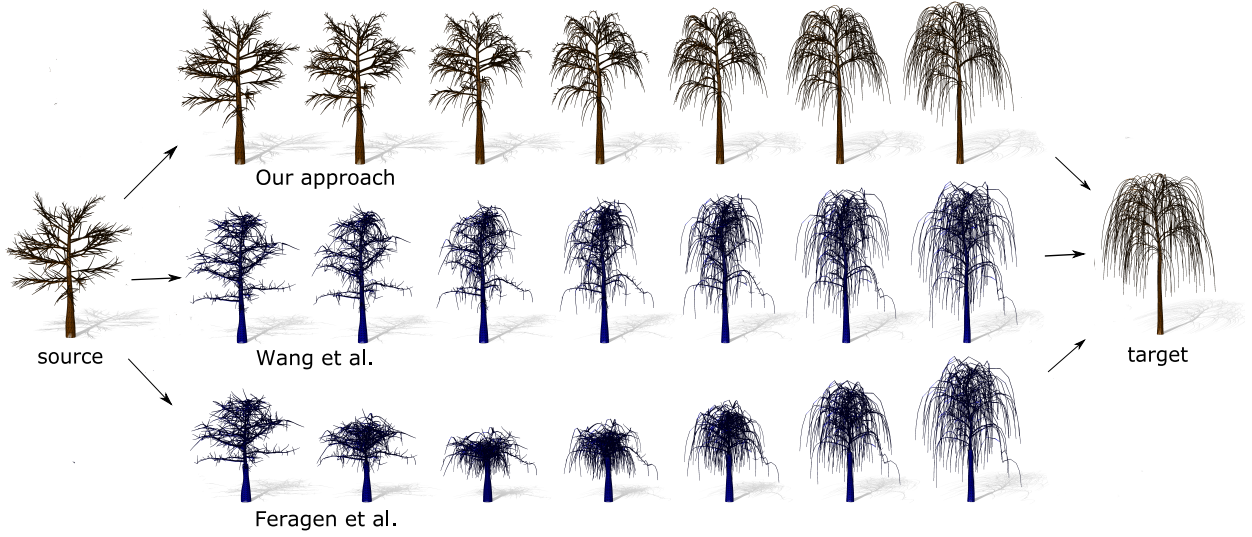 Our approach
source
Wang et al.
target
Feragen et al.